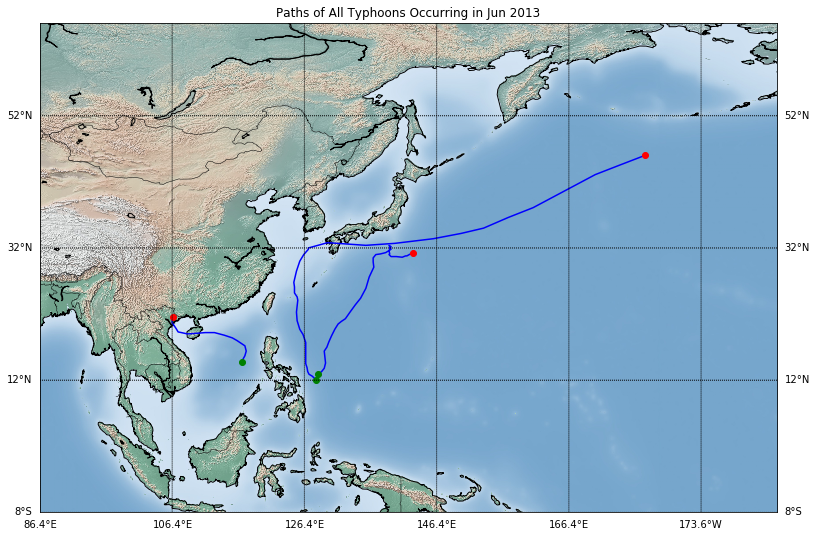 Paths of All Typhoons Occurring in Jun 2013
52°N 52°N
32°N 32°N
12°N 12°N
8°S 8°S
86.4°E 106.4°E 126.4°E 146.4°E 166.4°E 173.6°W